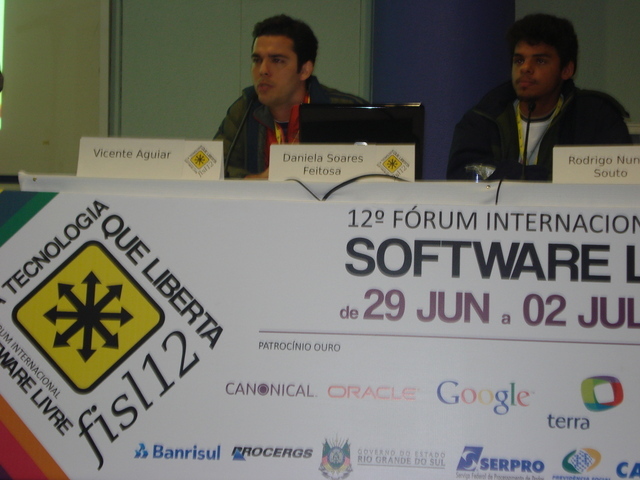 Vicente Aguiar
Daniela Soares
Feitosa
Rodrigo Nun
Souto
A TECNOLOGIA
QUE LIBERTA
FÓRUM INTERNACIONAL
SOFTWARE LIVRE
fisl12
12º FÓRUM INTERNACION
SOFTWARE L
de 29 JUN a 02 JUL
PATROCÍNIO OURO
CANONICAL
ORACLE
Google
terra
Banrisul
PROCERGS
GOVERNO DO ESTADO
RIO GRANDE DO SUL
SERPRO
CA